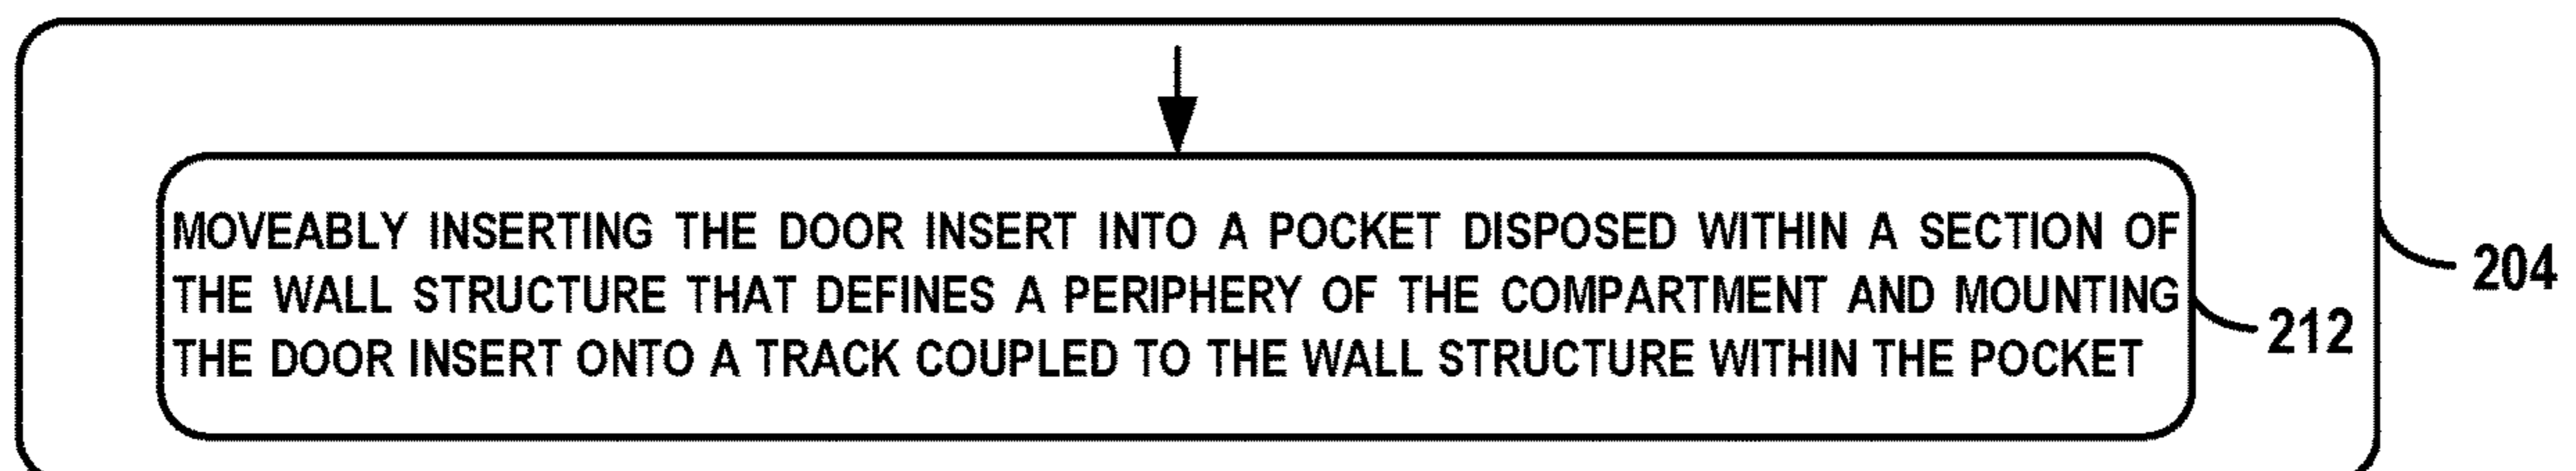 MOVEABLY INSERTING THE DOOR INSERT INTO A POCKET DISPOSED WITHIN A SECTION OF
THE WALL STRUCTURE THAT DEFINES A PERIPHERY OF THE COMPARTMENT AND MOUNTING
THE DOOR INSERT ONTO A TRACK COUPLED TO THE WALL STRUCTURE WITHIN THE POCKET
204
212